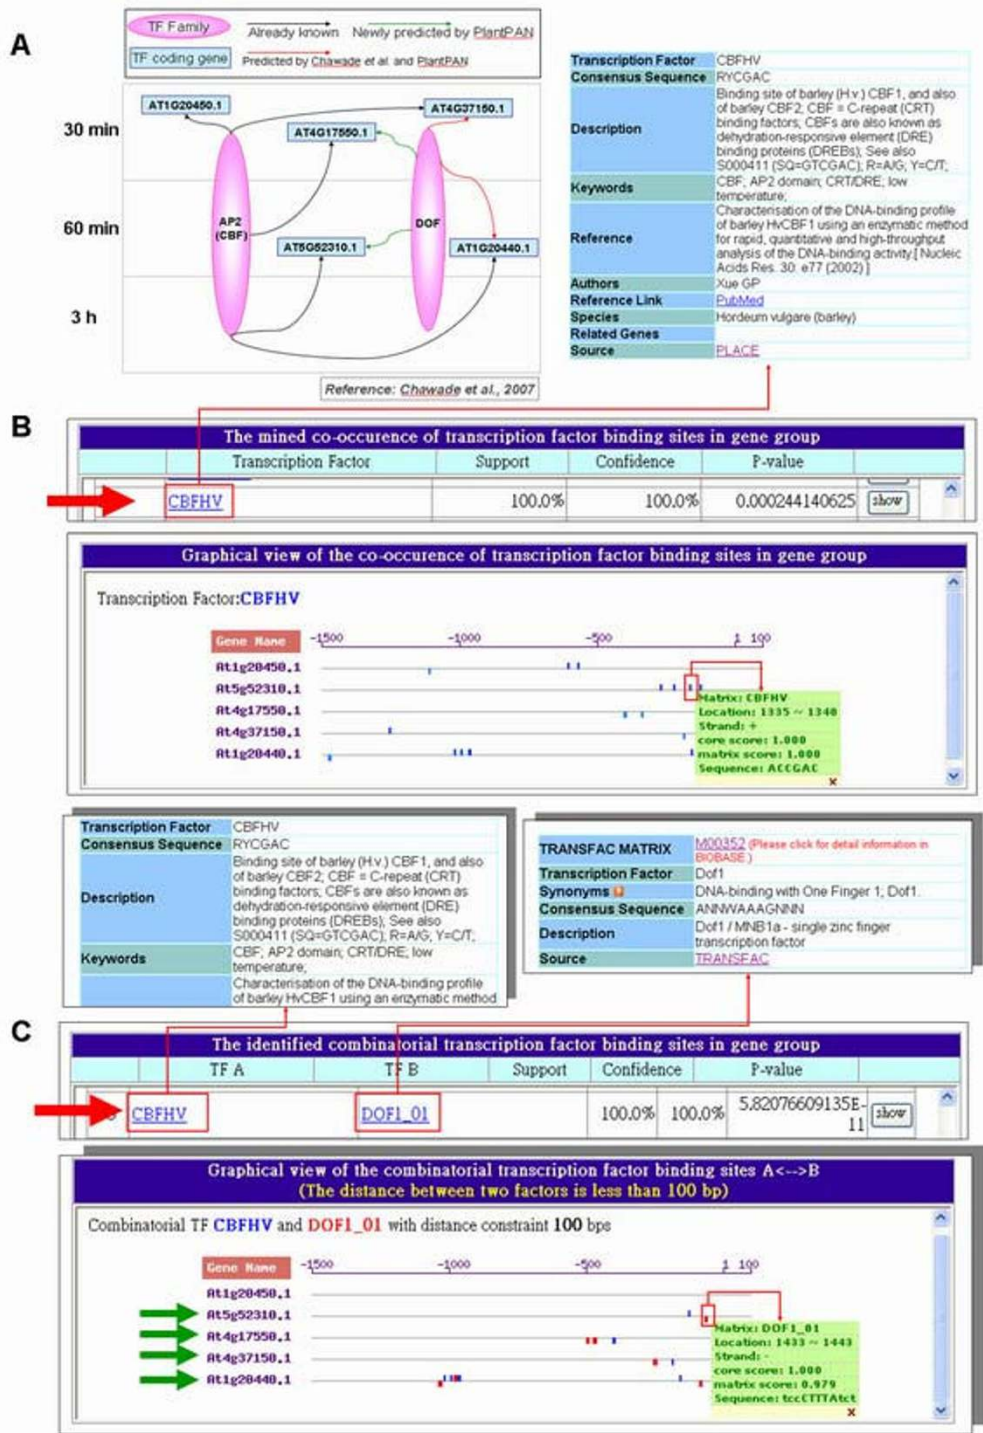 A
TF Family
Already known
Newly predicted by PlantPAN
TF coding gene
Predicted by Chawade et al. and PlantPAN
30 min
60 min
3 h
AT1G20450.1
AT4G37150.1
AT4G17550.1
AP2
(CBF)
DOF
AT5G52310.1
AT1G20440.1
Reference: Chawade et al., 2007
Transcription Factor CBFHV
Consensus Sequence RYCGAC
Description
Binding site of barley (H.v.) CBF1, and also
of barley CBF2; CBF = C-repeat (CRT)
binding factors; CBFs are also known as
dehydration-responsive element (DRE)
binding proteins (DREBs); See also
S000411 (SQ=GTCGAC); R=A/G; Y=C/T;
Keywords
CBF; AP2 domain; CRT/DRE; low
temperature;
Reference
Characterisation of the DNA-binding profile
of barley HvCBF1 using an enzymatic method
for rapid, quantitative and high-throughput
analysis of the DNA-binding activity.[ Nucleic
Acids Res. 30: e77 (2002) ]
Authors Xue GP
Reference Link PubMed
Species Hordeum vulgare (barley)
Related Genes
Source PLACE
B
The mined co-occurence of transcription factor binding sites in gene group
Transcription Factor Support Confidence P-value
CBFHV 100.0% 100.0% 0.000244140625 show
Graphical view of the co-occurence of transcription factor binding sites in gene group
Transcription Factor:CBFHV
Gene Name -1500 -1000 -500 1 100
At1g20450.1
At5g52310.1
At4g17550.1
At4g37150.1
At1g20440.1
Matrix: CBFHV
Location: 1335 ~ 1340
Strand: +
core score: 1.000
matrix score: 1.000
Sequence: ACCGAC
x
Transcription Factor CBFHV
Consensus Sequence RYCGAC
Description
Binding site of barley (H.v.) CBF1, and also
of barley CBF2; CBF = C-repeat (CRT)
binding factors; CBFs are also known as
dehydration-responsive element (DRE)
binding proteins (DREBs); See also
S000411 (SQ=GTCGAC); R=A/G; Y=C/T;
Keywords
CBF; AP2 domain; CRT/DRE; low
temperature;
Characterisation of the DNA-binding profile
of barley HvCBF1 using an enzymatic method
TRANSFAC MATRIX
M00352 (Please click for detail information in
BIOBASE.)
Transcription Factor Dof1
Synonyms ? DNA-binding with One Finger 1; Dof1.
Consensus Sequence ANNWAAAGNNN
Description
Dof1 / MNB1a - single zinc finger
transcription factor
Source TRANSFAC
C
The identified combinatorial transcription factor binding sites in gene group
TF A TF B Support Confidence P-value
CBFHV DOF1_01 100.0% 100.0% 5.82076609135E-
11 show
Graphical view of the combinatorial transcription factor binding sites A<-->B
(The distance between two factors is less than 100 bp)
Combinatorial TF CBFHV and DOF1_01 with distance constraint 100 bps
Gene Name -1500 -1000 -500 1 100
At1g20450.1
At5g52310.1
At4g17550.1
At4g37150.1
At1g20440.1
Matrix: DOF1_01
Location: 1433 ~ 1443
Strand: -
core score: 1.000
matrix score: 0.979
Sequence: tccCTTTAtct
x